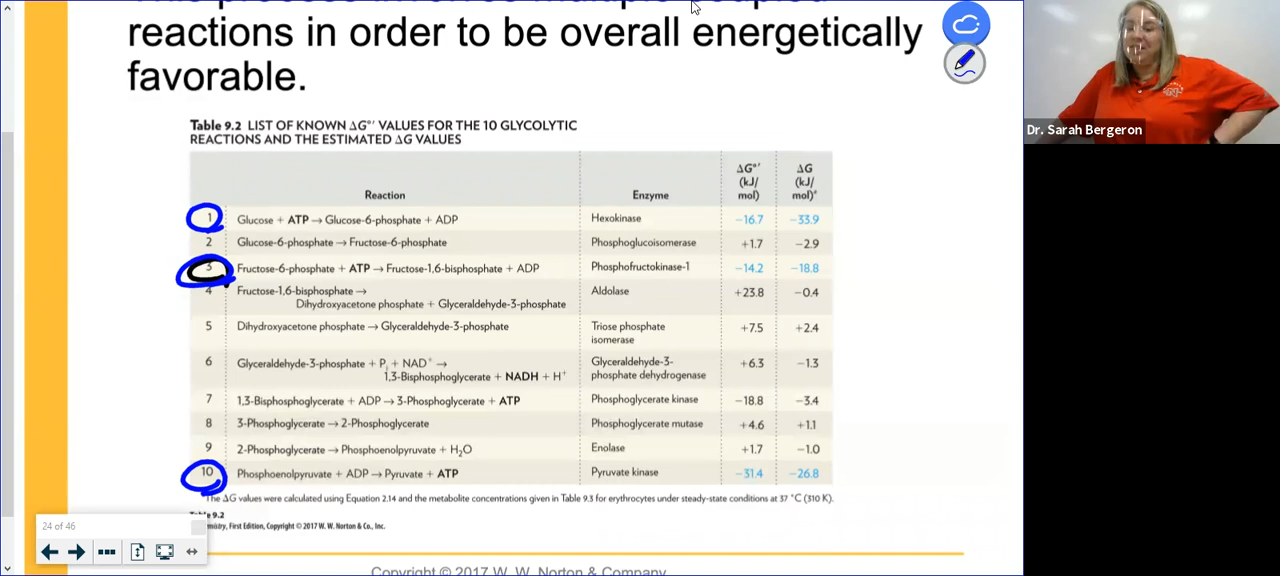 reactions in order to be overall energetically
favorable.
Dr. Sarah Bergeron
Table 9.2 LIST OF KNOWN ΔG°' VALUES FOR THE 10 GLYCOLYTIC
REACTIONS AND THE ESTIMATED ΔG VALUES
Reaction Enzyme ΔG°' (kJ/mol) ΔG (kJ/mol)*
1 Glucose + ATP → Glucose-6-phosphate + ADP Hexokinase −16.7 −33.9
2 Glucose-6-phosphate → Fructose-6-phosphate Phosphoglucoisomerase +1.7 −2.9
3 Fructose-6-phosphate + ATP → Fructose-1,6-bisphosphate + ADP Phosphofructokinase-1 −14.2 −18.8
4 Fructose-1,6-bisphosphate → Aldolase +23.8 −0.4
Dihydroxyacetone phosphate + Glyceraldehyde-3-phosphate
5 Dihydroxyacetone phosphate → Glyceraldehyde-3-phosphate Triose phosphate +7.5 +2.4
isomerase
6 Glyceraldehyde-3-phosphate + Pi + NAD+ → Glyceraldehyde-3- +6.3 −1.3
1,3-Bisphosphoglycerate + NADH + H+ phosphate dehydrogenase
7 1,3-Bisphosphoglycerate + ADP → 3-Phosphoglycerate + ATP Phosphoglycerate kinase −18.8 −3.4
8 3-Phosphoglycerate → 2-Phosphoglycerate Phosphoglycerate mutase +4.6 +1.1
9 2-Phosphoglycerate → Phosphoenolpyruvate + H2O Enolase +1.7 −1.0
10 Phosphoenolpyruvate + ADP → Pyruvate + ATP Pyruvate kinase −31.4 −26.8
The ΔG values were calculated using Equation 2.14 and the metabolite concentrations given in Table 9.3 for erythrocytes under steady-state conditions at 37 °C (310 K).
9.2
First Edition, Copyright © 2017 W. W. Norton & Co., Inc.
24 of 46
Copyright © 2017 W. W. Norton & Company